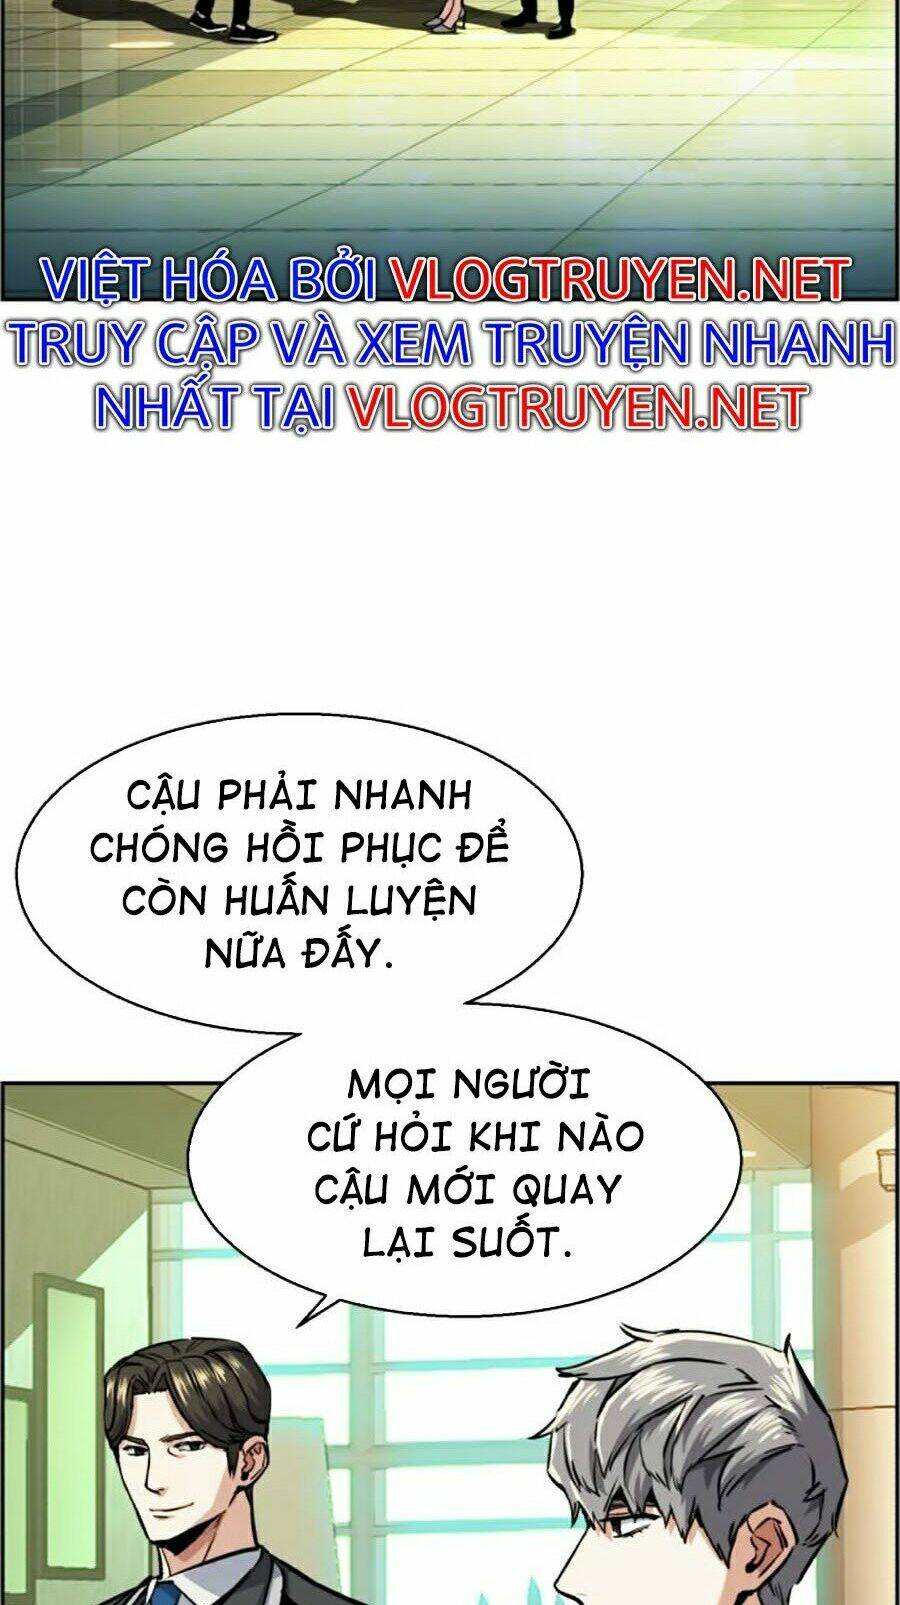 VIỆT HÓA BỞI VLOGTRUYEN.NET
TRUY CẬP VÀ XEM TRUYỆN NHANH
NHẤT TẠI VLOGTRUYEN.NET
CẬU PHẢI NHANH
CHÓNG HỒI PHỤC ĐỂ
CÒN HUẤN LUYỆN
NỮA ĐẤY.
MỌI NGƯỜI
CỨ HỎI KHI NÀO
CẬU MỚI QUAY
LẠI SUỐT.